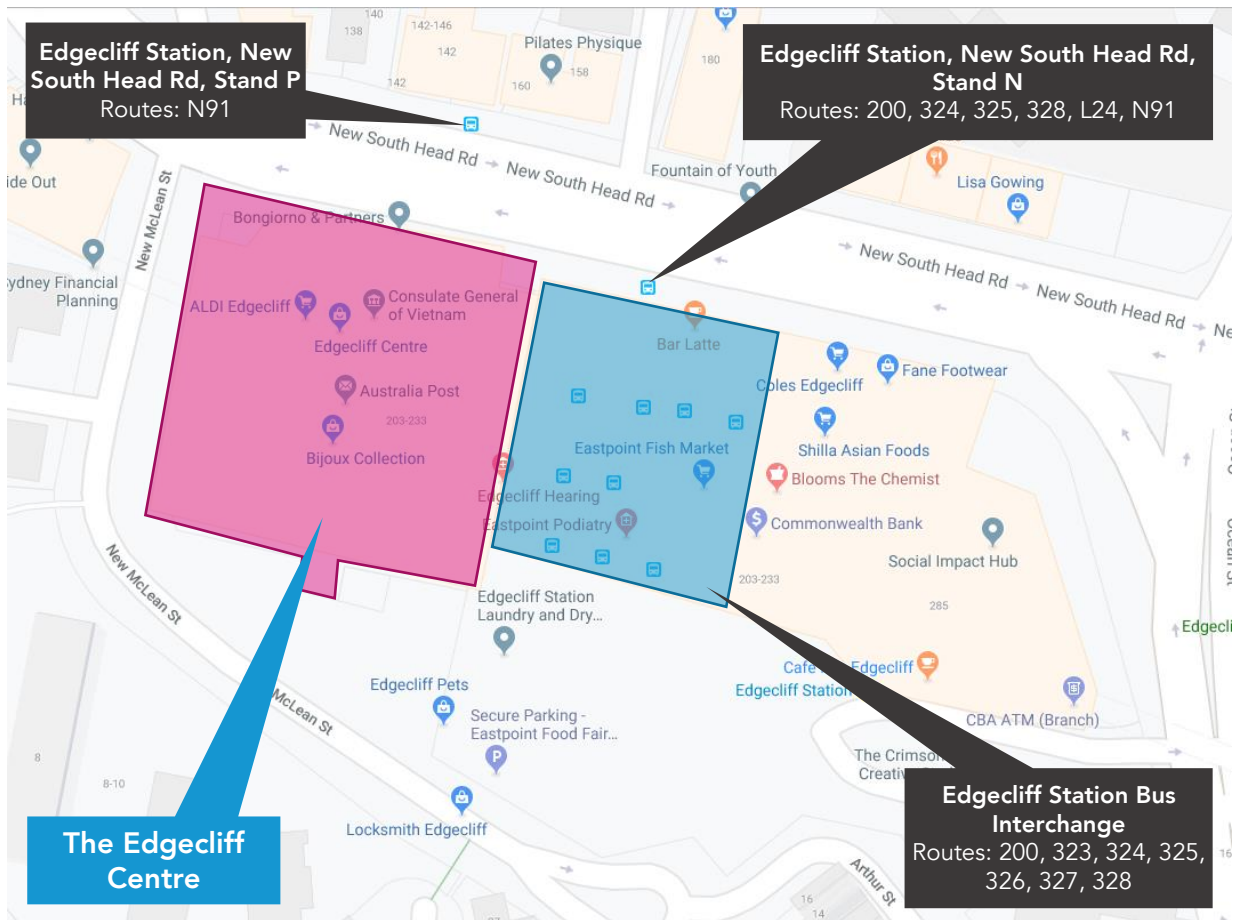 Edgecliff Station, New
South Head Rd, Stand P
Routes: N91
Edgecliff Station, New South Head Rd,
Stand N
Routes: 200, 324, 325, 328, L24, N91
140
138
142-146
142
142
Pilates Physique
158
160
180
New South Head Rd
New South Head Rd
Fountain of Youth
Lisa Gowing
ide Out
New McLean St
Bongiorno & Partners
New South Head Rd
New South Head Rd
Sydney Financial
Planning
ALDI Edgecliff
Consulate General
of Vietnam
Edgecliff Centre
Bar Latte
Coles Edgecliff
Fane Footwear
Australia Post
203-233
Bijoux Collection
Eastpoint Fish Market
Shilla Asian Foods
Edgecliff Hearing
Blooms The Chemist
Eastpoint Podiatry
Commonwealth Bank
Social Impact Hub
203-233
285
New McLean St
Edgecliff Station
Laundry and Dry...
Edgecli
Edgecliff Pets
Edgecliff
Edgecliff Station
McLean St
Secure Parking -
Eastpoint Food Fair...
P
CBA ATM (Branch)
The Crimson
8
8-10
Locksmith Edgecliff
Arthur St
16
14
16
The Edgecliff
Centre
Edgecliff Station Bus
Interchange
Routes: 200, 323, 324, 325,
326, 327, 328